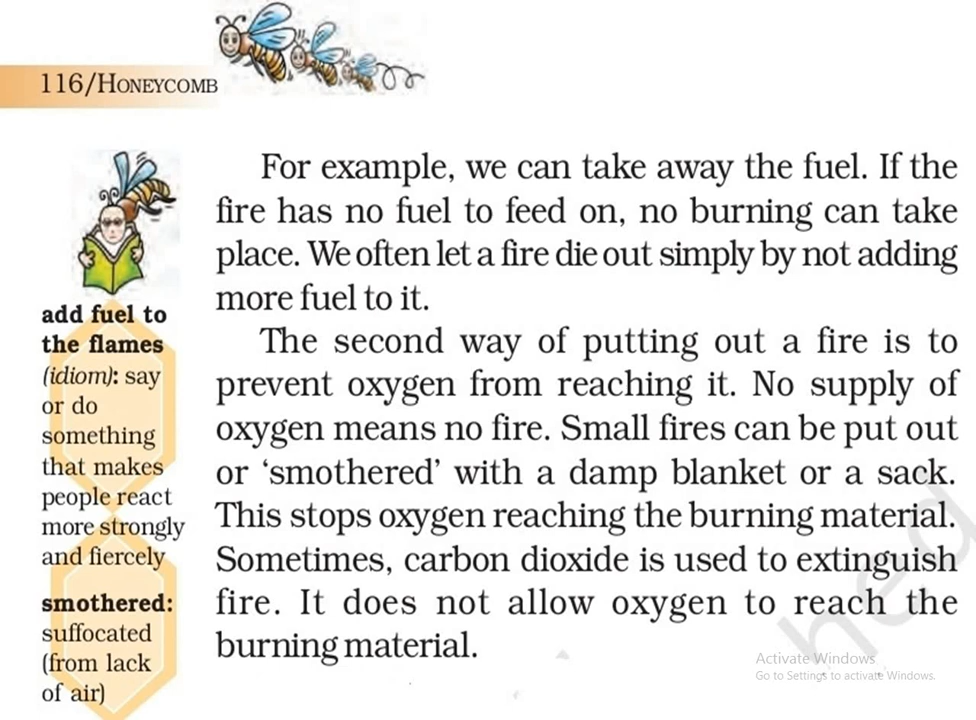 116/HONEYCOMB
For example, we can take away the fuel. If the
fire has no fuel to feed on, no burning can take
place. We often let a fire die out simply by not adding
more fuel to it.
The second way of putting out a fire is to
prevent oxygen from reaching it. No supply of
oxygen means no fire. Small fires can be put out
or ‘smothered’ with a damp blanket or a sack.
This stops oxygen reaching the burning material.
Sometimes, carbon dioxide is used to extinguish
fire. It does not allow oxygen to reach the
burning material.
add fuel to
the flames
(idiom): say
or do
something
that makes
people react
more strongly
and fiercely
smothered:
suffocated
(from lack
of air)
hed
Activate Windows
Go to Settings to activate Windows.